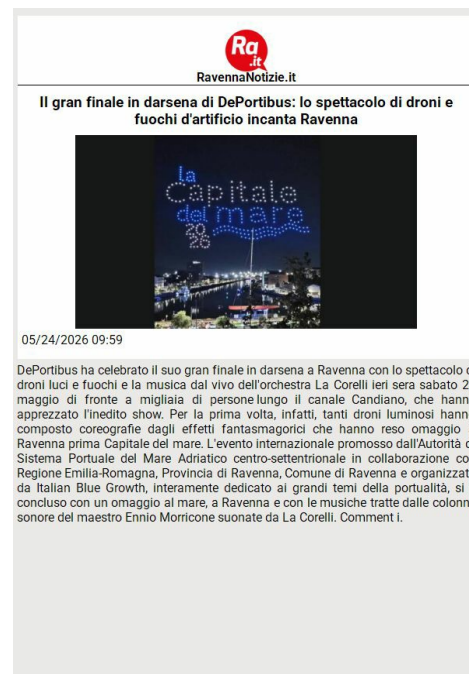 Ra
.it
RavennaNotizie.it
Il gran finale in darsena di DePortibus: lo spettacolo di droni e
fuochi d'artificio incanta Ravenna
la
Capitale
del mare
20
26
05/24/2026 09:59
DePortibus ha celebrato il suo gran finale in darsena a Ravenna con lo spettacolo
droni luci e fuochi e la musica dal vivo dell'orchestra La Corelli ieri sera sabato
maggio di fronte a migliaia di persone lungo il canale Candiano, che
apprezzato l'inedito show. Per la prima volta, infatti, tanti droni luminosi
composto coreografie dagli effetti fantasmagorici che hanno reso omaggio
Ravenna prima Capitale del mare. L'evento internazionale promosso dall'Autorità
Sistema Portuale del Mare Adriatico centro-settentrionale in collaborazione
Regione Emilia-Romagna, Provincia di Ravenna, Comune di Ravenna e
da Italian Blue Growth, interamente dedicato ai grandi temi della portualità, si
concluso con un omaggio al mare, a Ravenna e con le musiche tratte dalle
sonore del maestro Ennio Morricone suonate da La Corelli. Comment i.